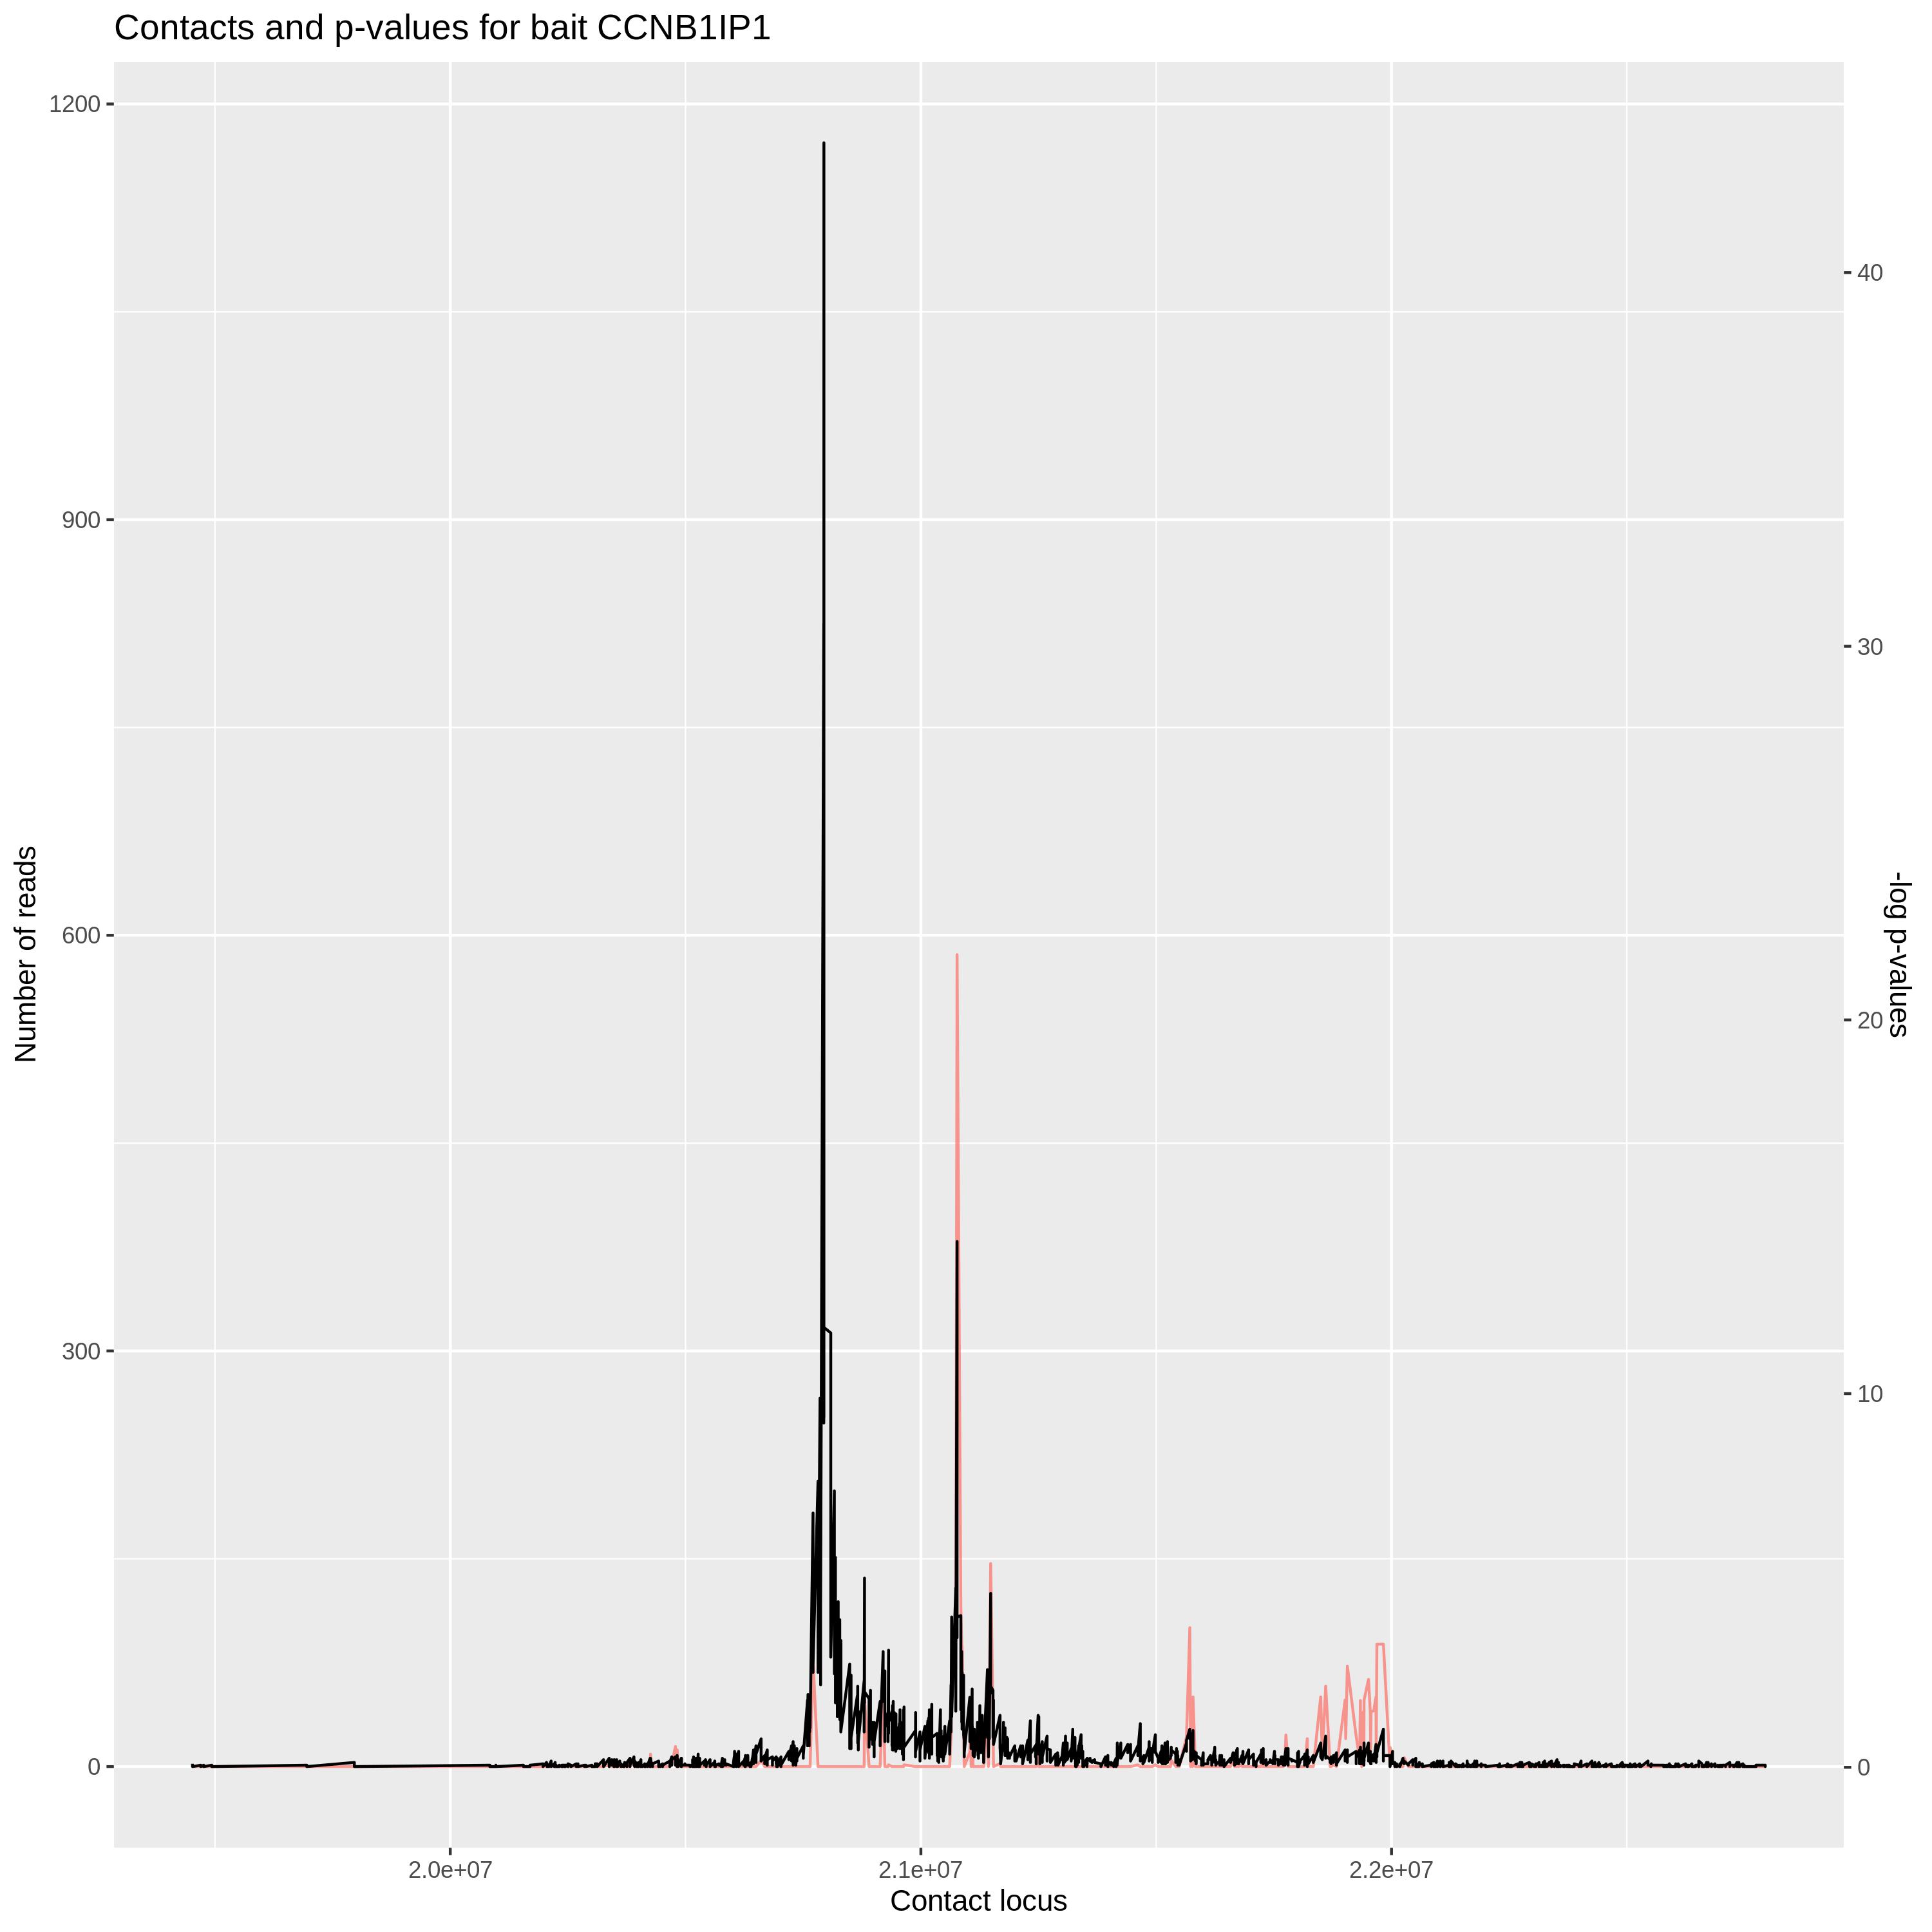 Contacts and p-values for bait CCNB1IP1
1200
900
600
300
0
Number of reads
40
30
20
10
0
-log p-values
2.0e+07
2.1e+07
2.2e+07
Contact locus